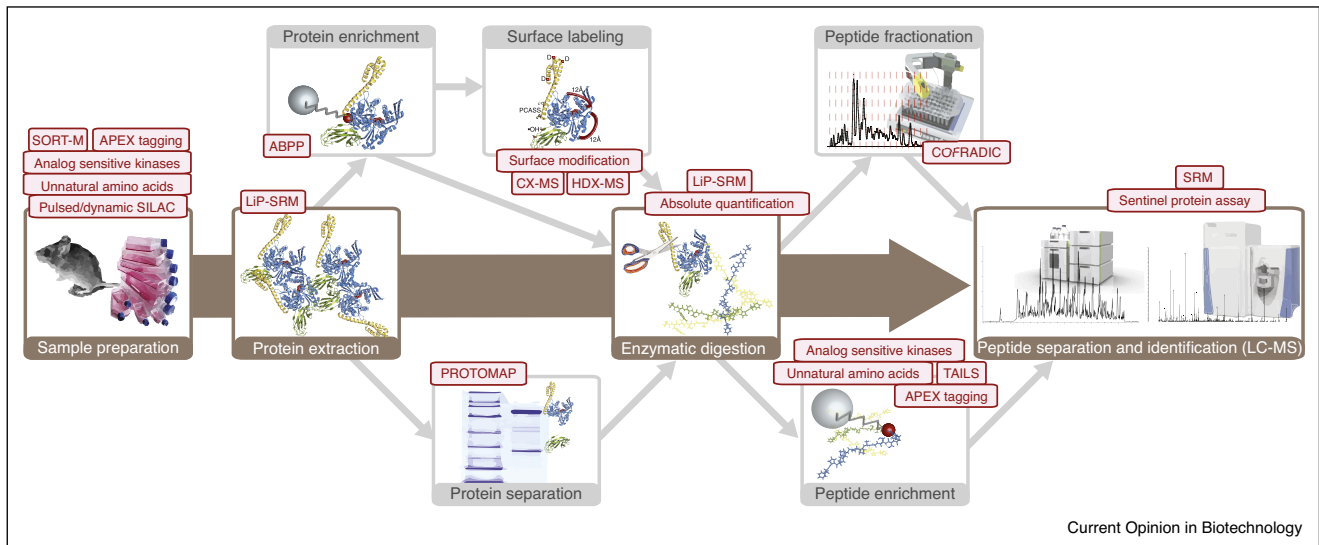 Protein enrichment
Surface labeling
Peptide fractionation
D
D
D
12Å
PCASS
•OH
12Å
ABPP
Surface modification
CX-MS
HDX-MS
COFRADIC
SORT-M
APEX tagging
Analog sensitive kinases
Unnatural amino acids
Pulsed/dynamic SILAC
LiP-SRM
LiP-SRM
Absolute quantification
SRM
Sentinel protein assay
Sample preparation
Protein extraction
Enzymatic digestion
Peptide separation and identification (LC-MS)
PROTOMAP
Analog sensitive kinases
Unnatural amino acids
TAILS
APEX tagging
Protein separation
Peptide enrichment
Current Opinion in Biotechnology